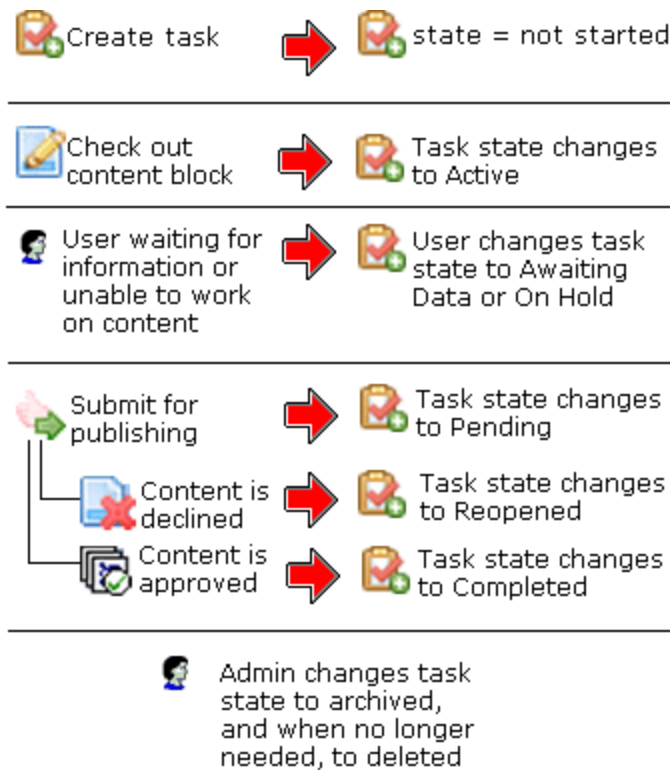 Create task
state = not started
Check out
content block
Task state changes
to Active
User waiting for
information or
unable to work
on content
User changes task
state to Awaiting
Data or On Hold
Submit for
publishing
Task state changes
to Pending
Content is
declined
Task state changes
to Reopened
Content is
approved
Task state changes
to Completed
Admin changes task
state to archived,
and when no longer
needed, to deleted